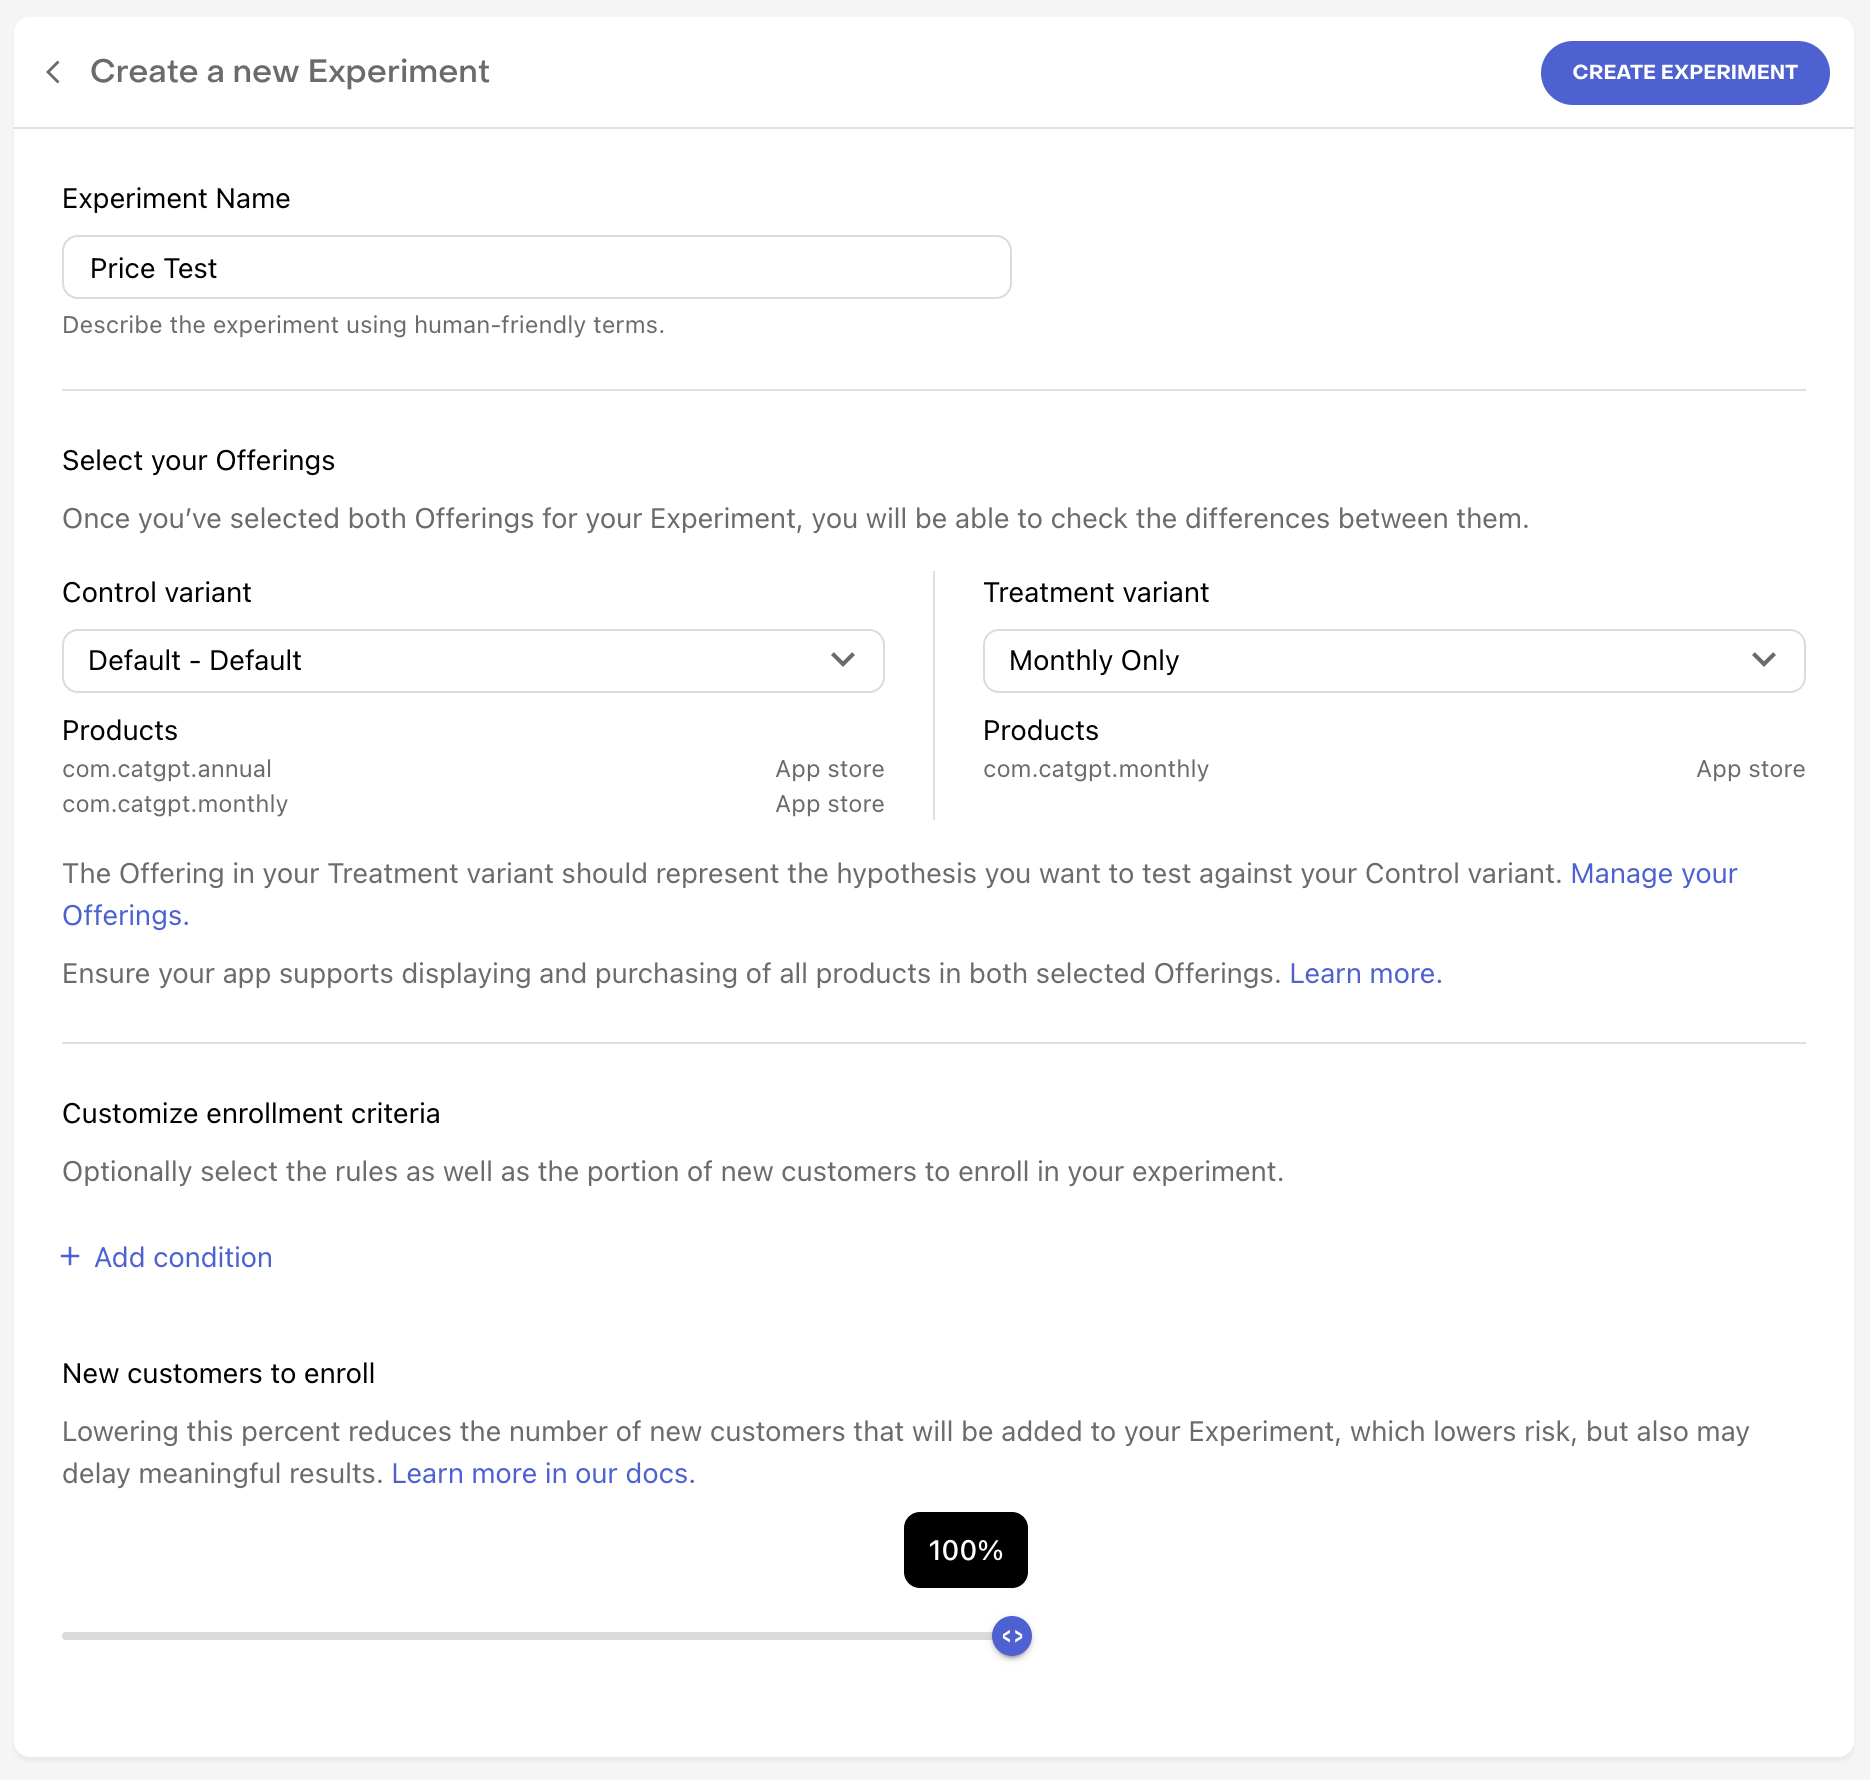 Create a new Experiment
CREATE EXPERIMENT
Experiment Name
Price Test
Describe the experiment using human-friendly terms.
Select your Offerings
Once you’ve selected both Offerings for your Experiment, you will be able to check the differences between them.
Control variant
Default - Default
Products
com.catgpt.annual App store
com.catgpt.monthly App store
Treatment variant
Monthly Only
Products
com.catgpt.monthly App store
The Offering in your Treatment variant should represent the hypothesis you want to test against your Control variant. Manage your
Offerings.
Ensure your app supports displaying and purchasing of all products in both selected Offerings. Learn more.
Customize enrollment criteria
Optionally select the rules as well as the portion of new customers to enroll in your experiment.
+ Add condition
New customers to enroll
Lowering this percent reduces the number of new customers that will be added to your Experiment, which lowers risk, but also may
delay meaningful results. Learn more in our docs.
100%